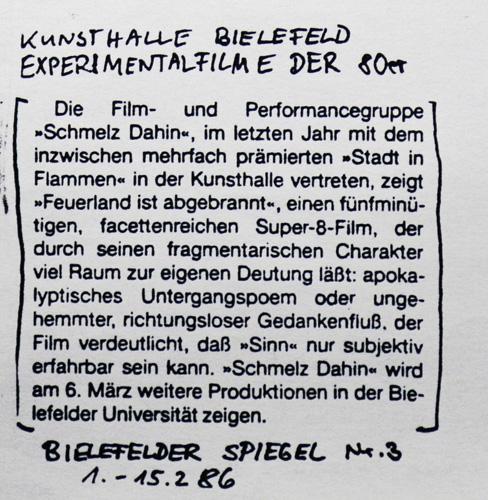 KUNSTHALLE BIELEFELD
EXPERIMENTALFILME DER 80er
Die Film- und Performancegruppe
»Schmelz Dahin«, im letzten Jahr mit dem
inzwischen mehrfach prämierten »Stadt in
Flammen« in der Kunsthalle vertreten, zeigt
»Feuerland ist abgebrannt«, einen fünfminü-
tigen, facettenreichen Super-8-Film, der
durch seinen fragmentarischen Charakter
viel Raum zur eigenen Deutung läßt: apoka-
lyptisches Untergangspoem oder unge-
hemmter, richtungsloser Gedankenfluß, der
Film verdeutlicht, daß »Sinn« nur subjektiv
erfahrbar sein kann. »Schmelz Dahin« wird
am 6. März weitere Produktionen in der Bie-
lefelder Universität zeigen.
BIELEFELDER SPIEGEL Nr. 3
1. - 15.2 86